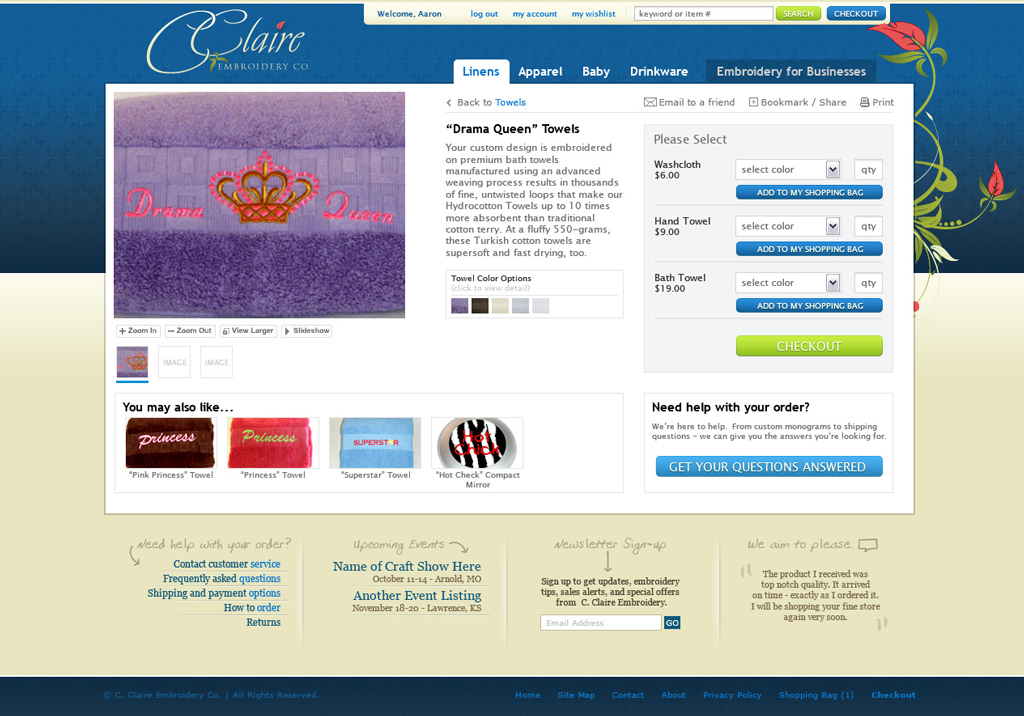 Welcome, Aaron
log out
my account
my wishlist
keyword or item #
SEARCH
CHECKOUT
C. Claire
EMBROIDERY CO.
Linens
Apparel
Baby
Drinkware
Embroidery for Businesses
Drama Queen
Zoom In
Zoom Out
View Larger
Slideshow
IMAGE
IMAGE
Back to Towels
Email to a friend
Bookmark / Share
Print
“Drama Queen” Towels
Your custom design is embroidered
on premium bath towels
manufactured using an advanced
weaving process results in thousands
of fine, untwisted loops that make our
Hydrocotton Towels up to 10 times
more absorbent than traditional
cotton terry. At a fluffy 550-grams,
these Turkish cotton towels are
supersoft and fast drying, too.
Towel Color Options
(click to view detail)
Please Select
Washcloth
$6.00
select color
qty
ADD TO MY SHOPPING BAG
Hand Towel
$9.00
select color
qty
ADD TO MY SHOPPING BAG
Bath Towel
$19.00
select color
qty
ADD TO MY SHOPPING BAG
CHECKOUT
You may also like...
Princess
Princess
SUPERSTAR
Hot
Chick
“Pink Princess” Towel
“Princess” Towel
“Superstar” Towel
“Hot Check” Compact
Mirror
Need help with your order?
We’re here to help. From custom monograms to shipping
questions – we can give you the answers you’re looking for.
GET YOUR QUESTIONS ANSWERED
Need help with your order?
Contact customer service
Frequently asked questions
Shipping and payment options
How to order
Returns
Upcoming Events
Name of Craft Show Here
October 11-14 - Arnold, MO
Another Event Listing
November 18-20 - Lawrence, KS
Newsletter Sign-up
Sign up to get updates, embroidery
tips, sales alerts, and special offers
from C. Claire Embroidery.
Email Address
GO
We aim to please.
The product I received was
top notch quality. It arrived
on time - exactly as I ordered it.
I will be shopping your fine store
again very soon.
© C. Claire Embroidery Co. | All Rights Reserved.
Home
Site Map
Contact
About
Privacy Policy
Shopping Bag (1)
Checkout